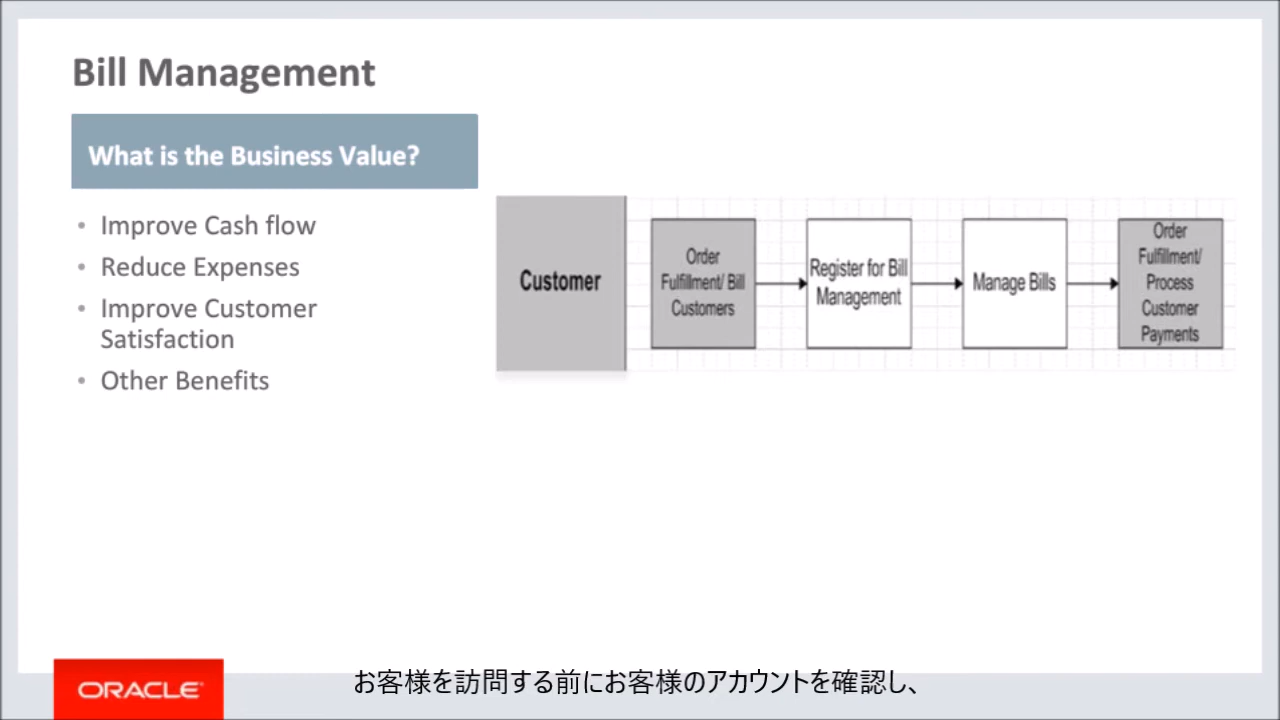 Bill Management
What is the Business Value?
• Improve Cash flow
• Reduce Expenses
• Improve Customer
Satisfaction
• Other Benefits
Customer
Order
Fulfillment/ Bill
Customers
Register for Bill
Management
Manage Bills
Order
Fulfillment/
Process
Customer
Payments
ORACLE
お客様を訪問する前にお客様のアカウントを確認し、